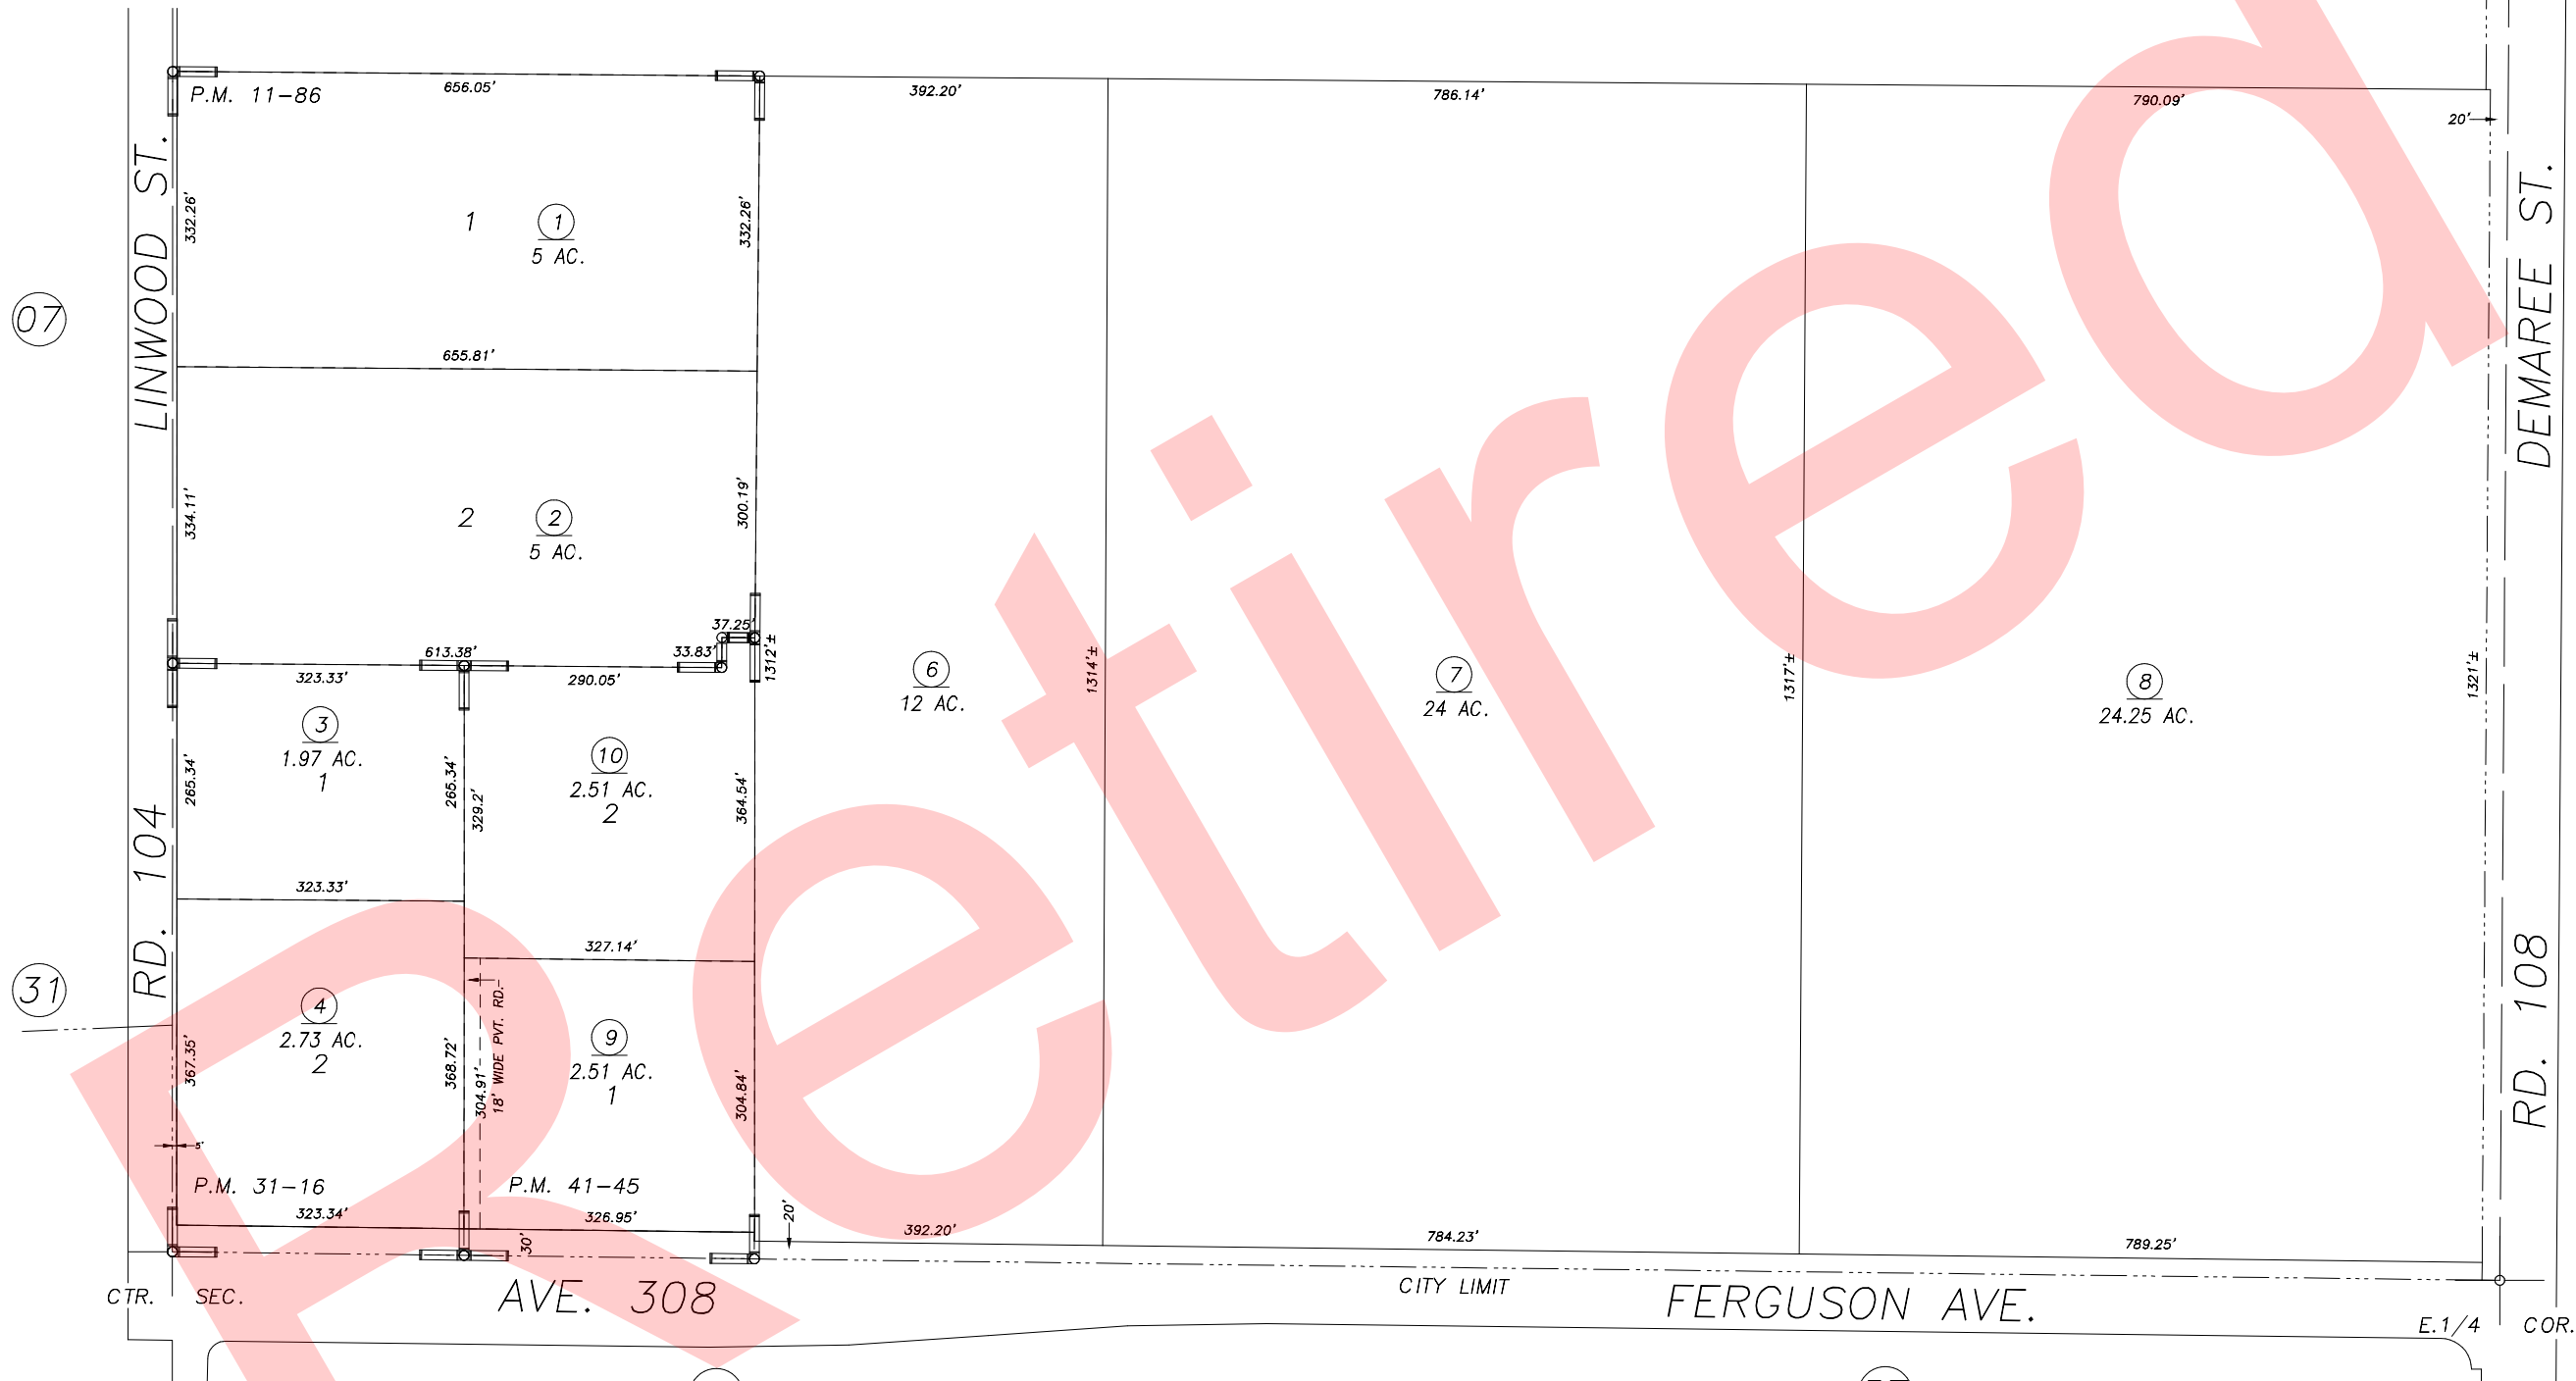 P.M. 11-86
656.05'
392.20'
786.14'
790.09'
20'
LINWOOD ST.
DEMAREE ST.
332.26'
332.26'
1
1
5 AC.
07
655.81'
334.11'
300.19'
2
2
5 AC.
37.25'
33.83'
613.38'
1312'±
1314'±
1317'±
1321'±
6
12 AC.
7
24 AC.
8
24.25 AC.
323.33'
290.05'
3
1.97 AC.
1
10
2.51 AC.
2
265.34'
265.34'
329.2'
364.54'
RD. 104
323.33'
327.14'
31
RD. 108
4
2.73 AC.
2
9
2.51 AC.
1
367.35'
368.72'
304.91'
18' WIDE PVT. RD.
304.84'
5'
P.M. 31-16
P.M. 41-45
323.34'
326.95'
30'
20'
392.20'
784.23'
789.25'
CTR. SEC.
AVE. 308
CITY LIMIT
FERGUSON AVE.
E.1/4 COR.
Retired